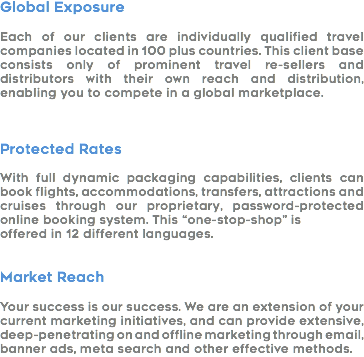 Global Exposure
Each of our clients are individually qualified travel
companies located in 100 plus countries. This client base
consists only of prominent travel re-sellers and
distributors with their own reach and distribution,
enabling you to compete in a global marketplace.
Protected Rates
With full dynamic packaging capabilities, clients can
book flights, accommodations, transfers, attractions and
cruises through our proprietary, password-protected
online booking system. This “one-stop-shop” is
offered in 12 different languages.
Market Reach
Your success is our success. We are an extension of your
current marketing initiatives, and can provide extensive,
deep-penetrating on and offline marketing through email,
banner ads, meta search and other effective methods.